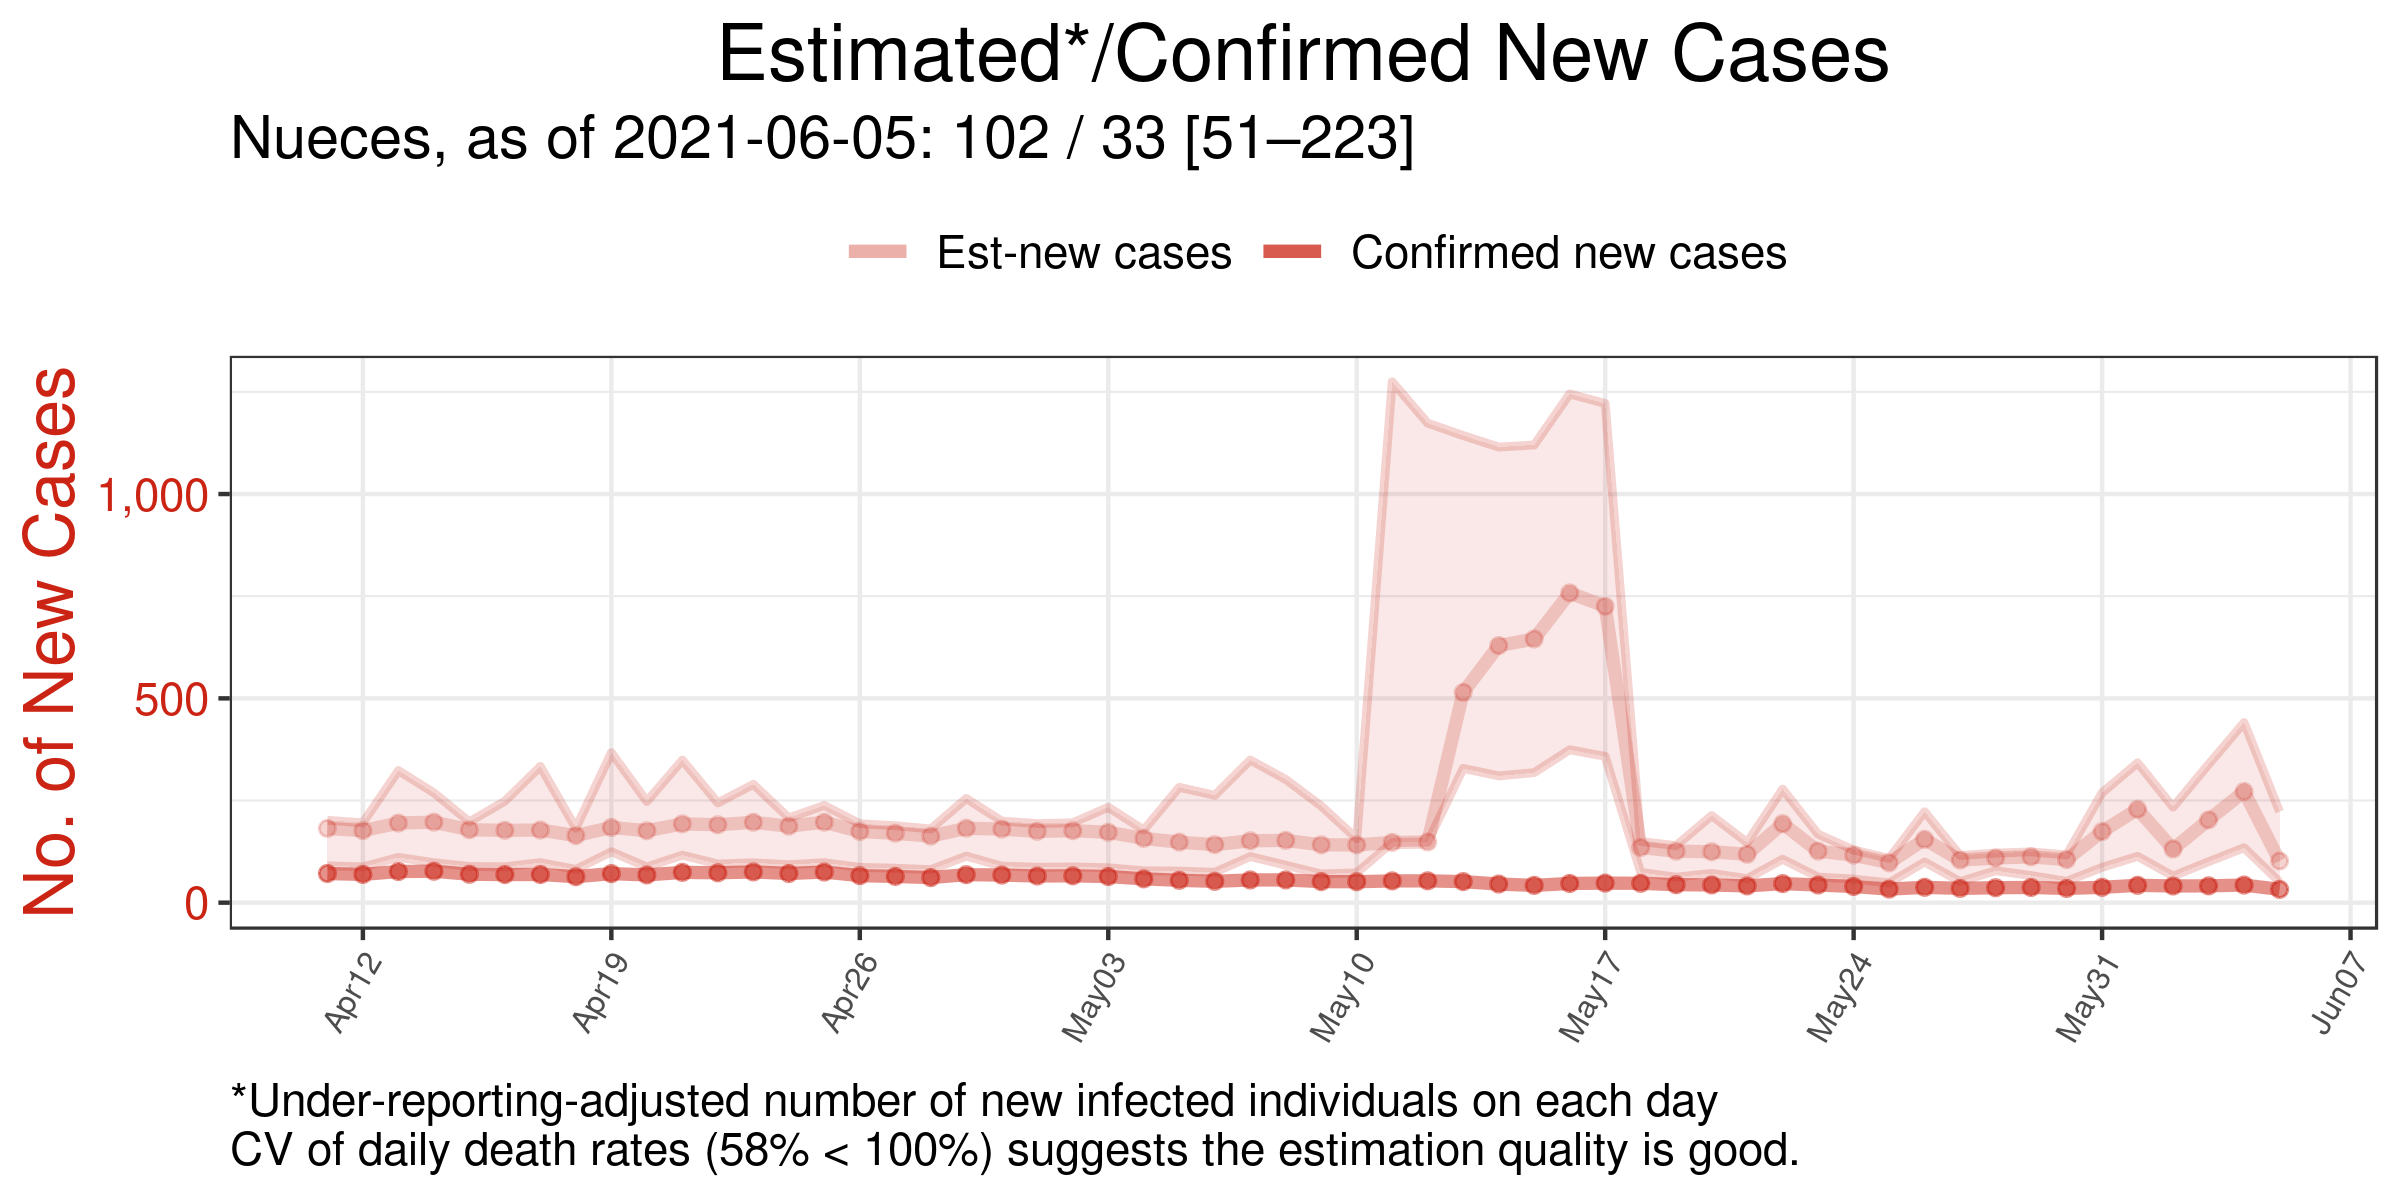 Estimated*/Confirmed New Cases
Nueces, as of 2021-06-05: 102 / 33 [51–223]
Est-new cases
Confirmed new cases
No. of New Cases
1,000
500
0
Apr12
Apr19
Apr26
May03
May10
May17
May24
May31
Jun07
*Under-reporting-adjusted number of new infected individuals on each day
CV of daily death rates (58% < 100%) suggests the estimation quality is good.